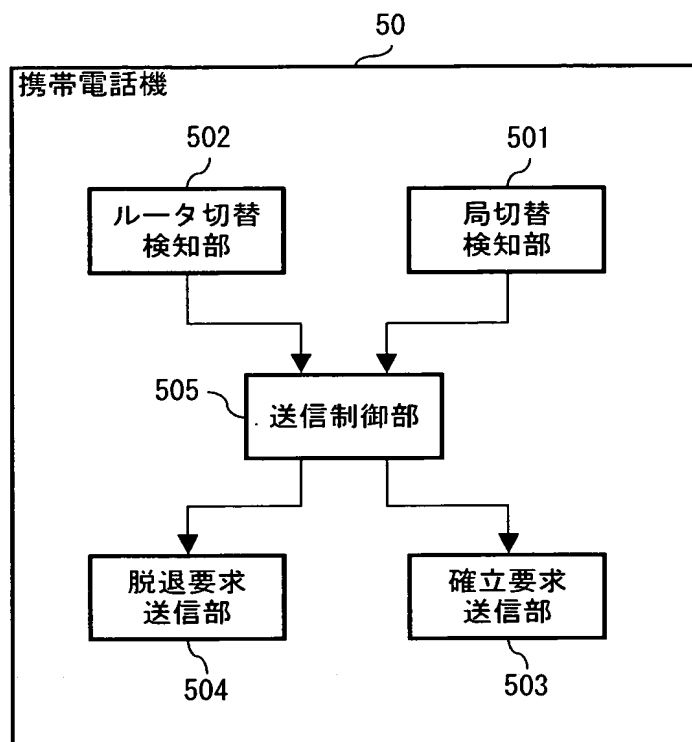 50
携帯電話機
502
501
ルータ切替
検知部
局切替
検知部
505
送信制御部
脱退要求
送信部
確立要求
送信部
504
503